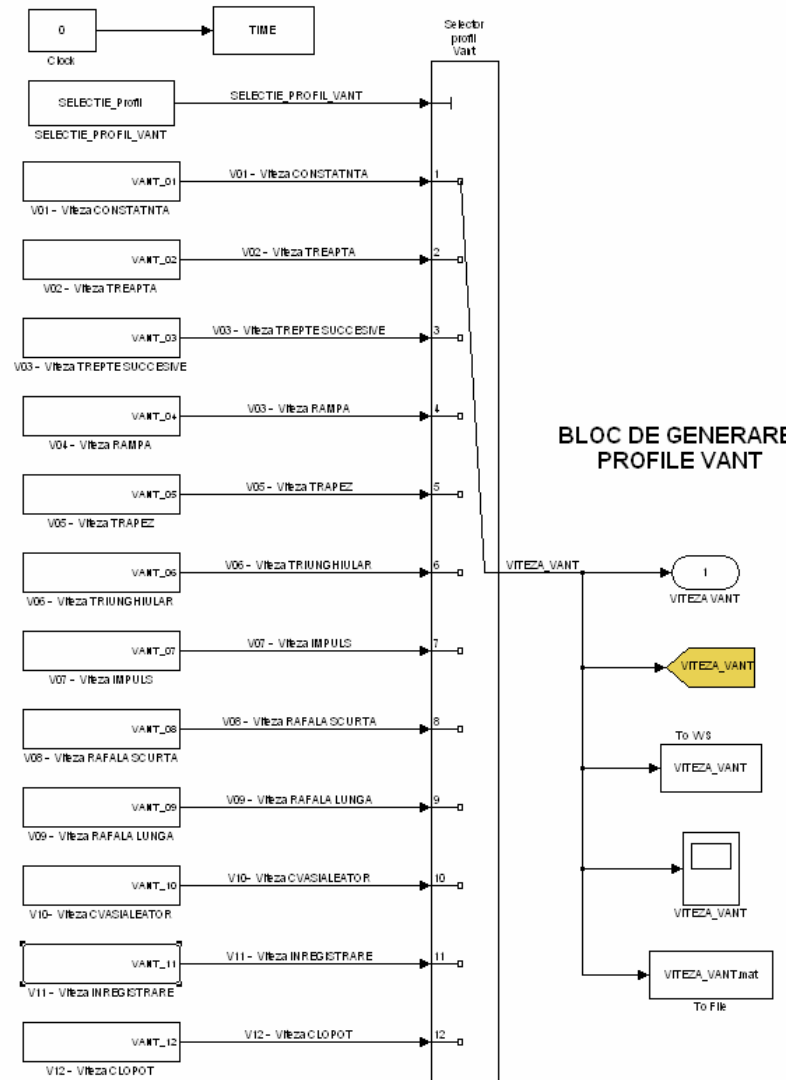 0
TIME
Clock
Selector
profil
Vant
SELECTIE_Profil
SELECTIE_PROFIL_VANT
SELECTIE_PROFIL_VANT
VANT_01
V01 - Viteza CONSTATNTA
1
V01 - Viteza CONSTATNTA
VANT_02
V02 - Viteza TREAPTA
2
V02 - Viteza TREAPTA
VANT_03
V03 - Viteza TREPTE SUCCESIVE
3
V03 - Viteza TREPTE SUCCESIVE
VANT_04
V03 - Viteza RAMPA
4
V04 - Viteza RAMPA
BLOC DE GENERARE
PROFILE VANT
VANT_05
V05 - Viteza TRAPEZ
5
V05 - Viteza TRAPEZ
VANT_06
V06 - Viteza TRIUNGHIULAR
6
V06 - Viteza TRIUNGHIULAR
VITEZA_VANT
1
VITEZA VANT
VANT_07
V07 - Viteza IMPULS
7
V07 - Viteza IMPULS
VITEZA_VANT
VANT_08
V08 - Viteza RAFALA SCURTA
8
V08 - Viteza RAFALA SCURTA
To WS
VITEZA_VANT
VANT_09
V09 - Viteza RAFALA LUNGA
9
V09 - Viteza RAFALA LUNGA
VANT_10
V10 - Viteza CVASIALEATOR
10
V10- Viteza CVASIALEATOR
VITEZA_VANT
VANT_11
V11 - Viteza INREGISTRARE
11
V11 - Viteza INREGISTRARE
VITEZA_VANT.mat
To File
VANT_12
V12 - Viteza CLOPOT
12
V12 - Viteza CLOPOT